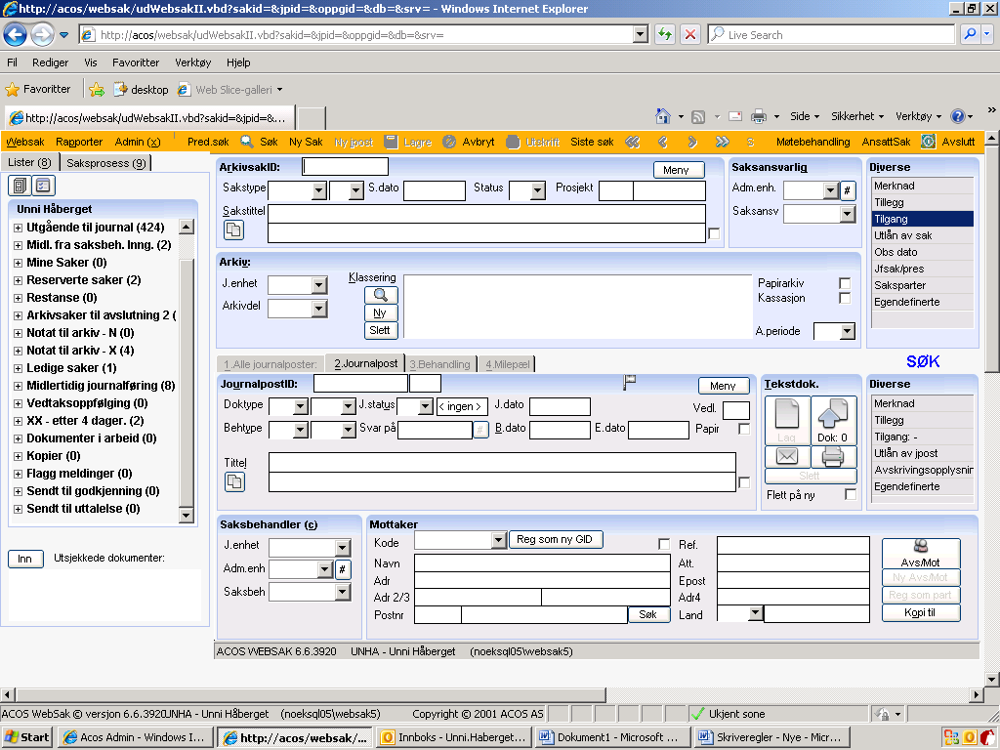 http://acos/websak/udWebsakII.vbd?sakid=&jpid=&oppgid=&db=&srv= - Windows Internet Explorer
http://acos/websak/udWebsakII.vbd?sakid=&jpid=&oppgid=&db=&srv=
Live Search
Fil Rediger Vis Favoritter Verktøy Hjelp
Favoritter desktop Web Slice-galleri
http://acos/websak/udWebsakII.vbd?sakid=&jpid=&...
Side Sikkerhet Verktøy
Websak Rapporter Admin (x) Pred.søk Søk Ny Sak Ny jpost Lagre Avbryt Utskrift Siste søk S Møtebehandling AnsattSak Avslutt
Lister (8) Saksprosess (9)
Unni Håberget
Utgående til journal (424)
Midl. fra saksbeh. Inng. (2)
Mine Saker (0)
Reserverte saker (2)
Restanse (0)
Arkivsaker til avslutning 2 (
Notat til arkiv - N (0)
Notat til arkiv - X (4)
Ledige saker (1)
Midlertidig journalføring (8)
Vedtaksoppfølging (0)
XX - etter 4 dager. (2)
Dokumenter i arbeid (0)
Kopier (0)
Flagg meldinger (0)
Sendt til godkjenning (0)
Sendt til uttalelse (0)
Inn Utsjekkede dokumenter:
ArkivsakID: Meny
Sakstype S.dato Status Prosjekt
Sakstittel
Saksansvarlig
Adm.enh. #
Saksansv
Diverse
Merknad
Tillegg
Tilgang
Utlån av sak
Obs dato
Jfsak/pres
Saksparter
Egendefinerte
Arkiv:
J.enhet Klassering Papirarkiv
Kassasjon
Arkivdel Ny
Slett A.periode
1.Alle journalposter: 2.Journalpost 3.Behandling 4.Milepæl SØK
JournalpostID: Meny
Doktype J.status < ingen > J.dato Vedl.
Behtype Svar på # B.dato E.dato Papir
Tittel
Tekstdok.
Lag Dok: 0
Slett
Flett på ny
Diverse
Merknad
Tillegg
Tilgang: -
Utlån av jpost
Avskrivingsopplysnin
Egendefinerte
Saksbehandler (c)
J.enhet
Adm.enh #
Saksbeh
Mottaker
Kode Reg som ny GID Ref.
Navn Att.
Adr Epost
Adr 2/3 Adr4
Postnr Søk Land
Avs/Mot
Ny Avs/Mot
Reg som part
Kopi til
ACOS WEBSAK 6.6.3920 UNHA - Unni Håberget (noeksql05\websak5)
ACOS WebSak © versjon 6.6.3920UNHA - Unni Håberget (noeksql05\websak5) Copyright © 2001 ACOS AS Ukjent sone
Start Acos Admin - Windows I... http://acos/websak/... Innboks - Unni.Haberget... Dokument1 - Microsoft ... Skriveregler - Nye - Micr...